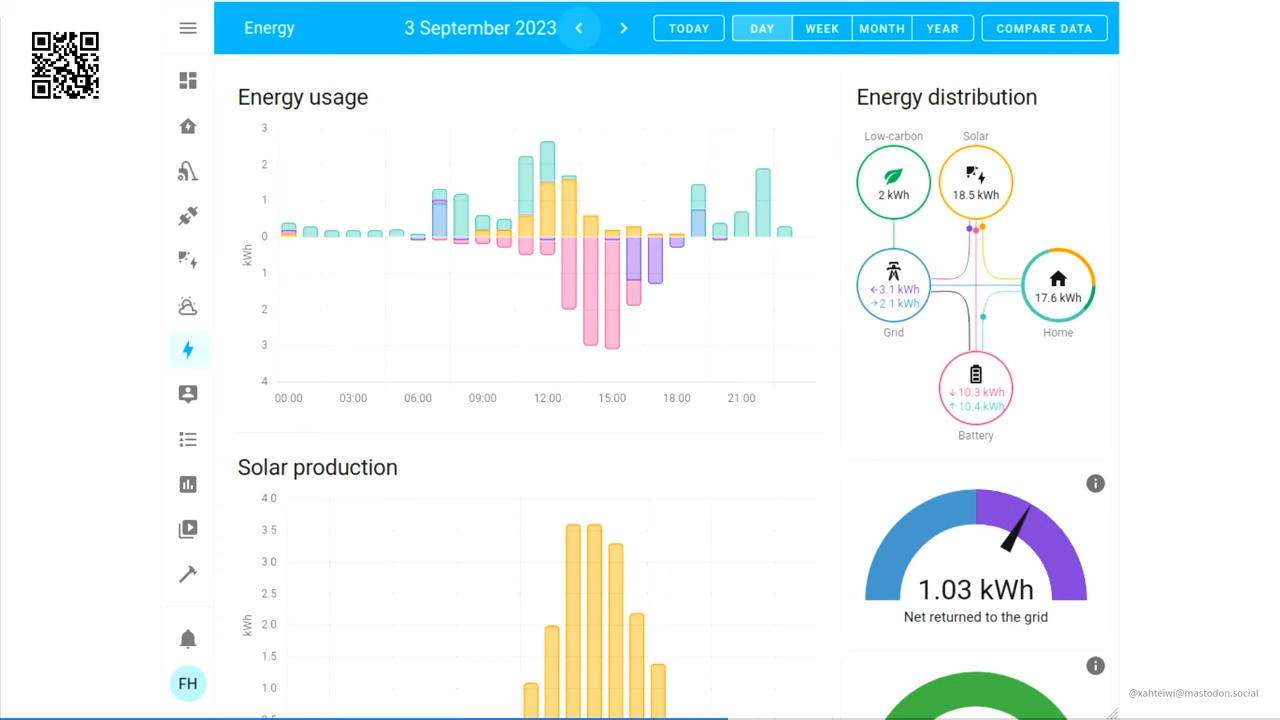 Energy
3 September 2023
TODAY
DAY
WEEK
MONTH
YEAR
COMPARE DATA
Energy usage
3
2
1
0
1
2
3
4
kWh
00:00 03:00 06:00 09:00 12:00 15:00 18:00 21:00
Solar production
4.0
3.5
3.0
2.5
2.0
1.5
1.0
0.5
kWh
Energy distribution
Low-carbon
Solar
2 kWh
18.5 kWh
←3.1 kWh
→2.1 kWh
17.6 kWh
Grid
Home
↓10.3 kWh
↑10.4 kWh
Battery
1.03 kWh
Net returned to the grid
FH
@xahteiwi@mastodon.social